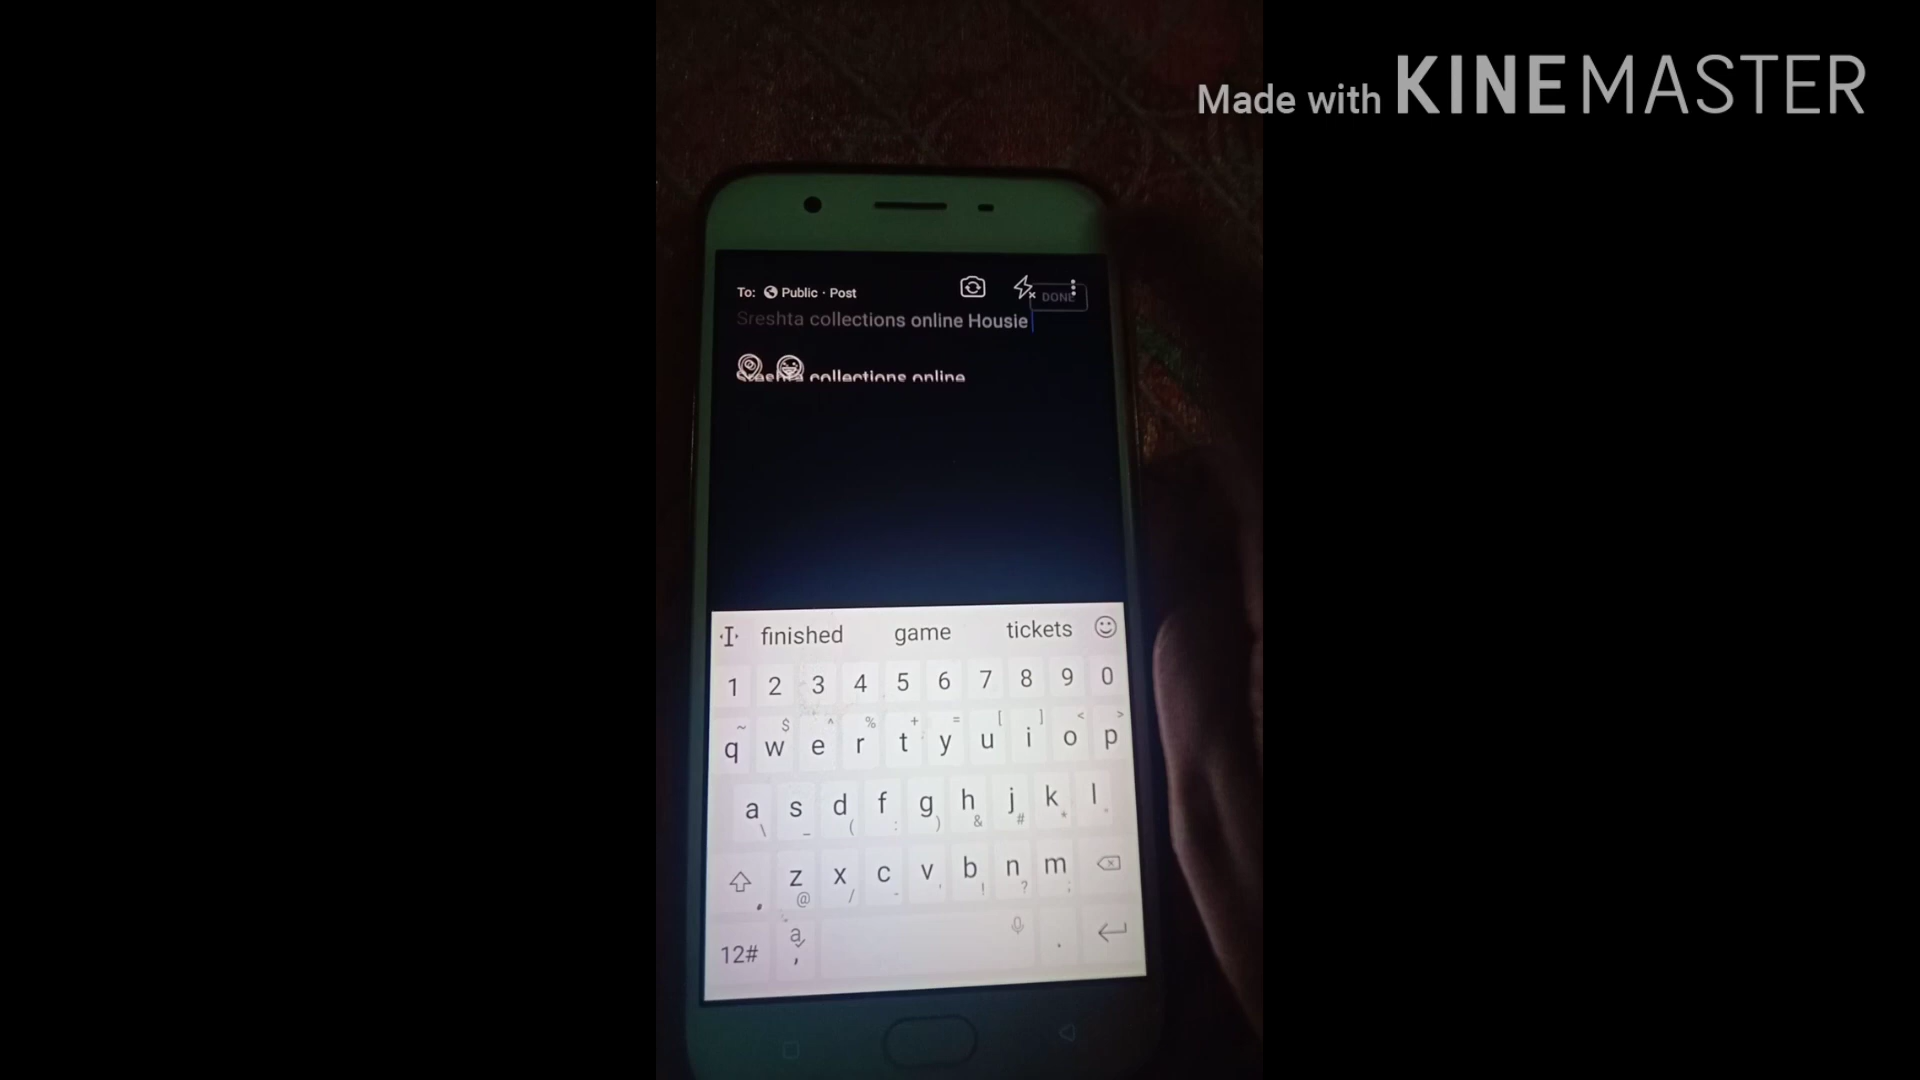 Made with KINEMASTER
To: Public · Post
DONE
Sreshta collections online Housie
Sreshta collections online
finished game tickets
1 2 3 4 5 6 7 8 9 0
~ $ ^ % + = [ ] < >
q w e r t y u i o p
a s d f g h j k l
\ _ ( : ) & # *
z x c v b n m
@ / - , ! ? ;
12# a .
,